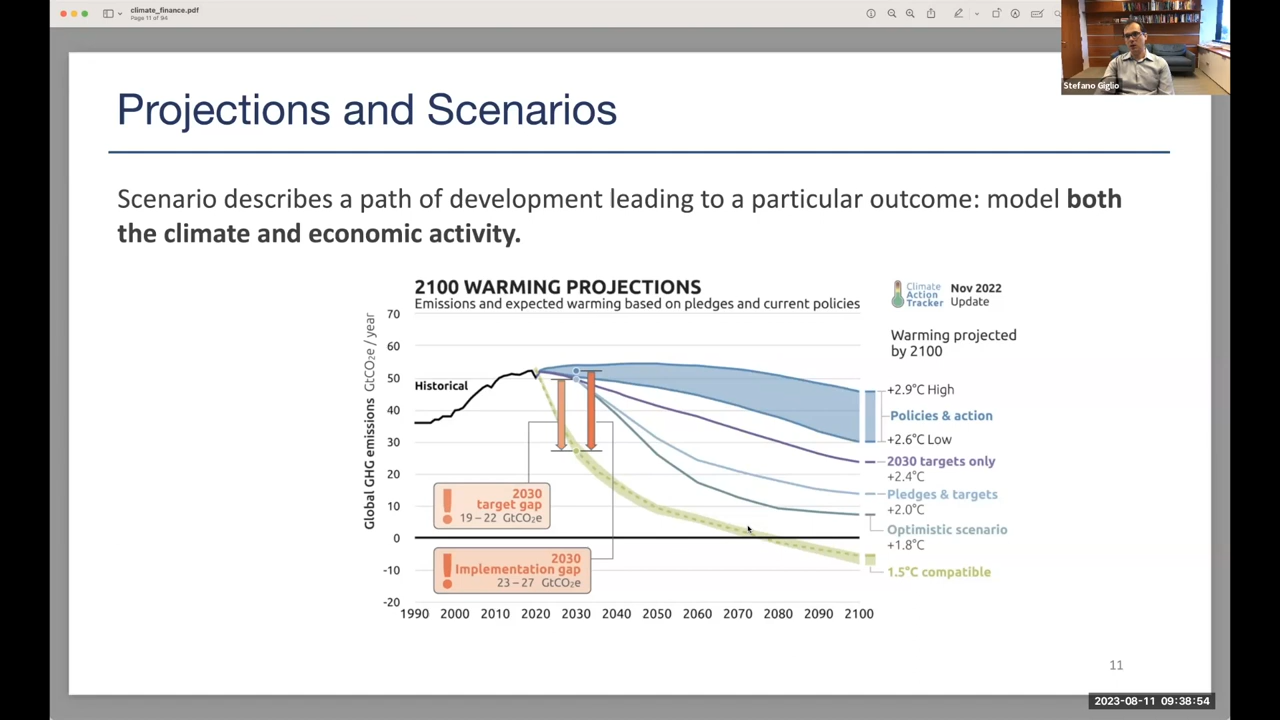 climate_finance.pdf
Page 11 of 94
Stefano Giglio
Projections and Scenarios
Scenario describes a path of development leading to a particular outcome: model both
the climate and economic activity.
2100 WARMING PROJECTIONS
Emissions and expected warming based on pledges and current policies
Climate
Action
Tracker
Nov 2022
Update
Warming projected
by 2100
Global GHG emissions GtCO2e / year
70
60
50
40
30
20
10
0
-10
-20
Historical
2030
target gap
19 – 22 GtCO2e
2030
Implementation gap
23 – 27 GtCO2e
+2.9°C High
Policies & action
+2.6°C Low
2030 targets only
+2.4°C
Pledges & targets
+2.0°C
Optimistic scenario
+1.8°C
1.5°C compatible
1990 2000 2010 2020 2030 2040 2050 2060 2070 2080 2090 2100
11
2023-08-11 09:38:54